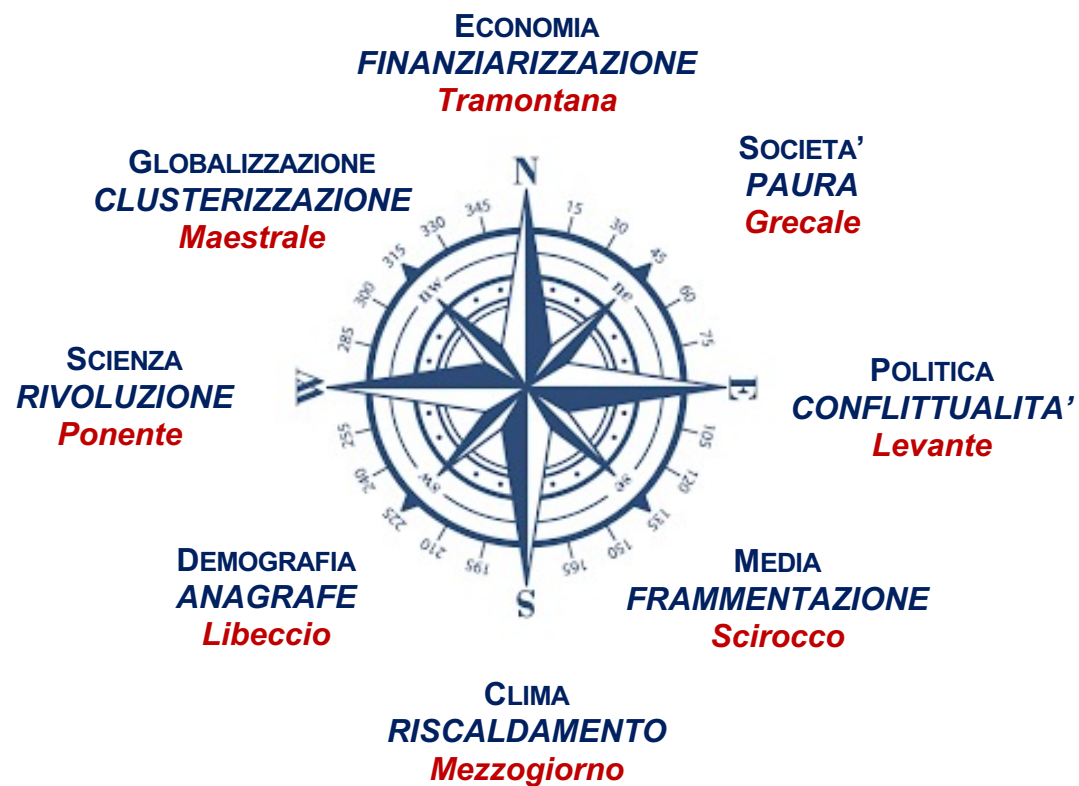 ECONOMIA
FINANZIARIZZAZIONE
Tramontana
SOCIETA’
PAURA
Grecale
GLOBALIZZAZIONE
CLUSTERIZZAZIONE
Maestrale
N
345 15
330 30
315 45
300 60
285 75
nw ne
SCIENZA
RIVOLUZIONE
Ponente
W
E
POLITICA
CONFLITTUALITA’
Levante
255 105
240 120
225 135
210 150
195 165
sw se
S
DEMOGRAFIA
ANAGRAFE
Libeccio
MEDIA
FRAMMENTAZIONE
Scirocco
CLIMA
RISCALDAMENTO
Mezzogiorno